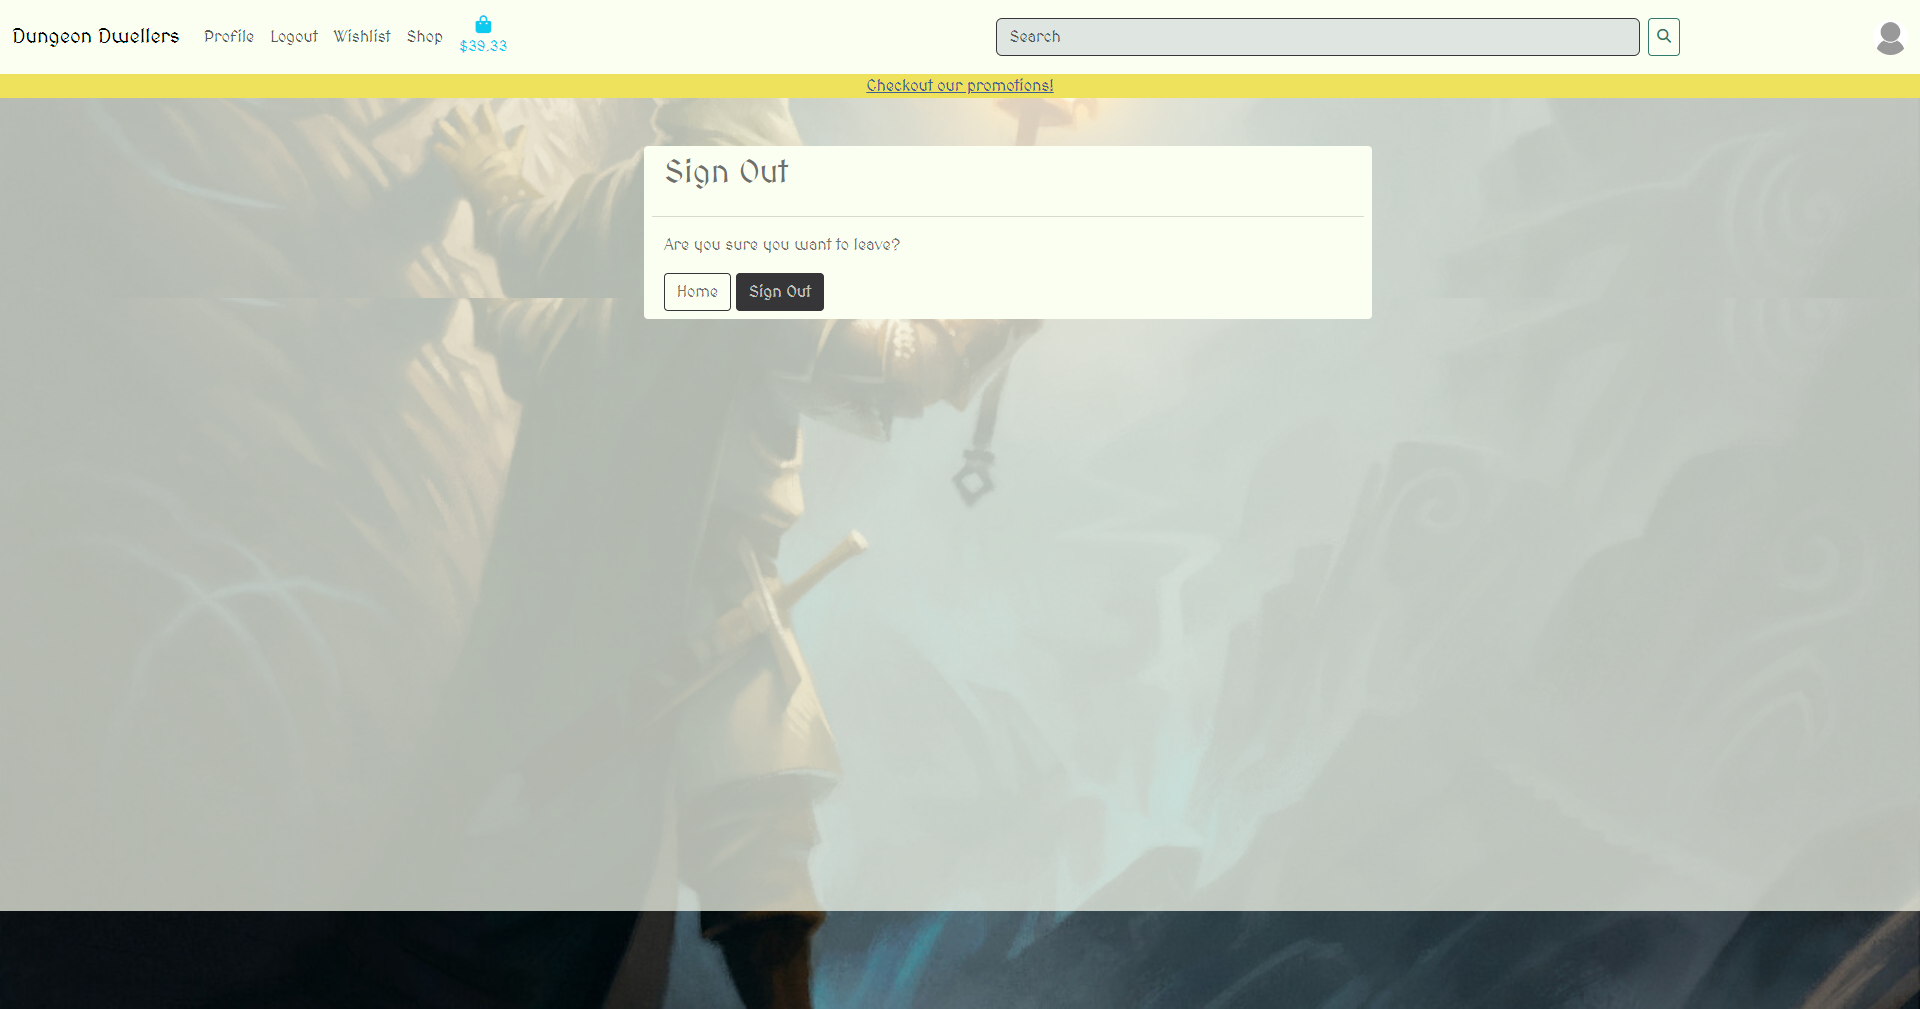 Dungeon Dwellers Profile Logout Wishlist Shop $39.33 Search
Checkout our promotions!
Sign Out
Are you sure you want to leave?
Home Sign Out